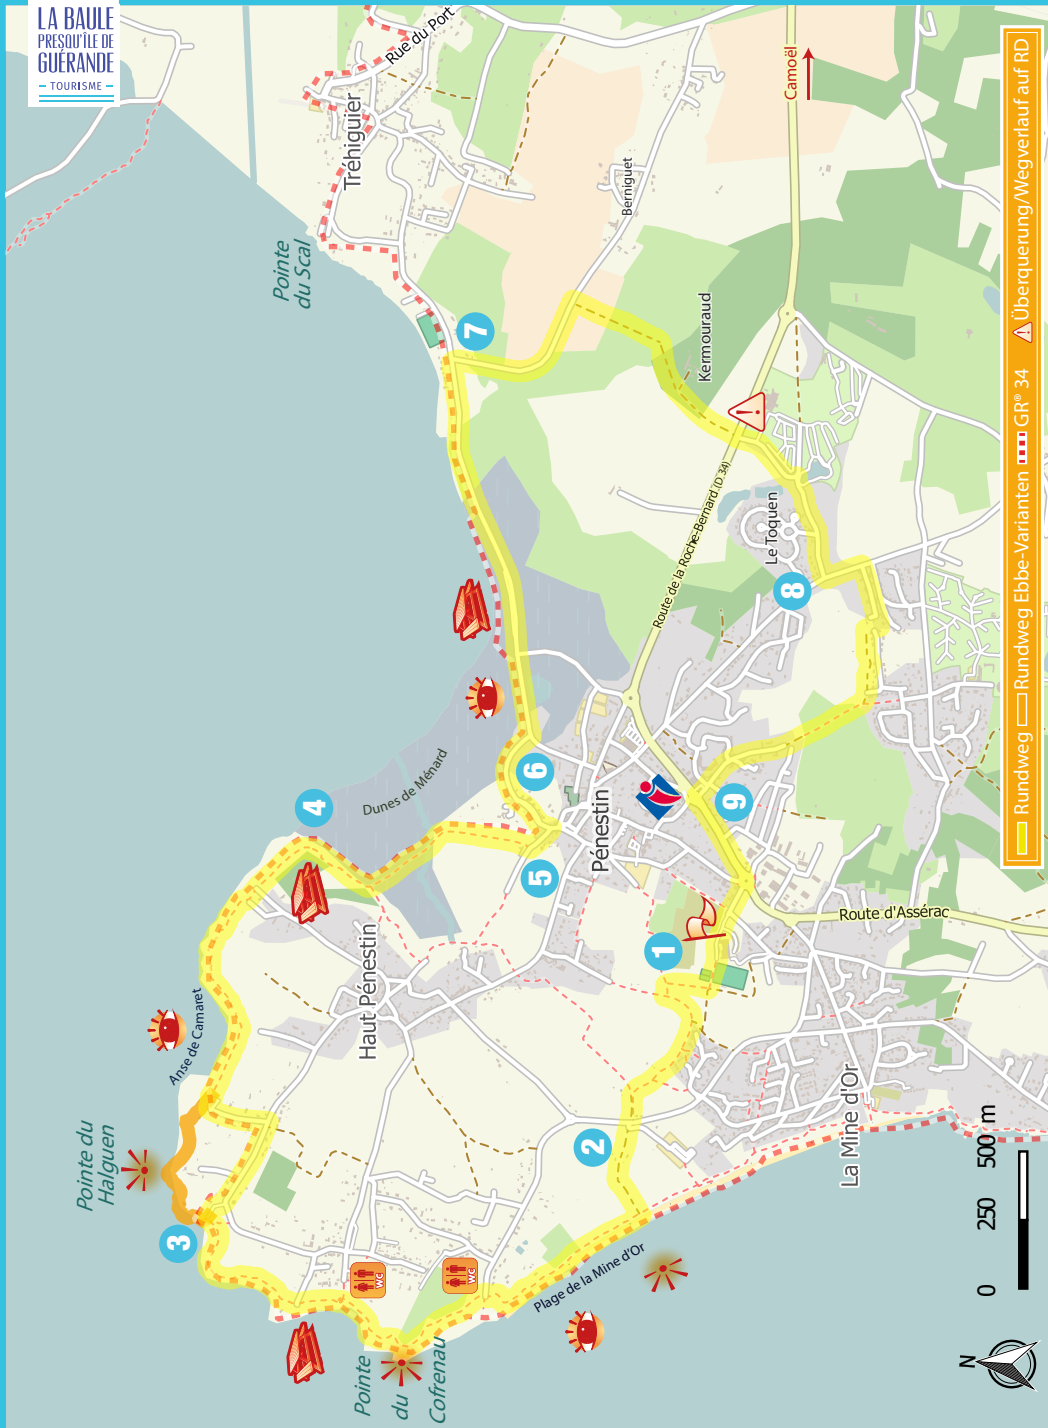 LA BAULE
PRESQU'ÎLE DE
GUÉRANDE
TOURISME
Rue du Port
Tréhiguier
Pointe
du Scal
Camoël
Berniguet
7
Kermouraud
Route de la Roche-Bernard (D 34)
Le Toquen
8
4
Dunes de Ménard
6
5
Pénestin
9
1
Route d'Assérac
Haut Pénestin
Anse de Camaret
Pointe du
Halguen
3
2
La Mine d'Or
Plage de la Mine d'Or
WC
WC
Pointe
du
Cofrenau
0 250 500 m
N
Rundweg Rundweg Ebbe-Varianten GR® 34 Überquerung/Wegverlauf auf RD